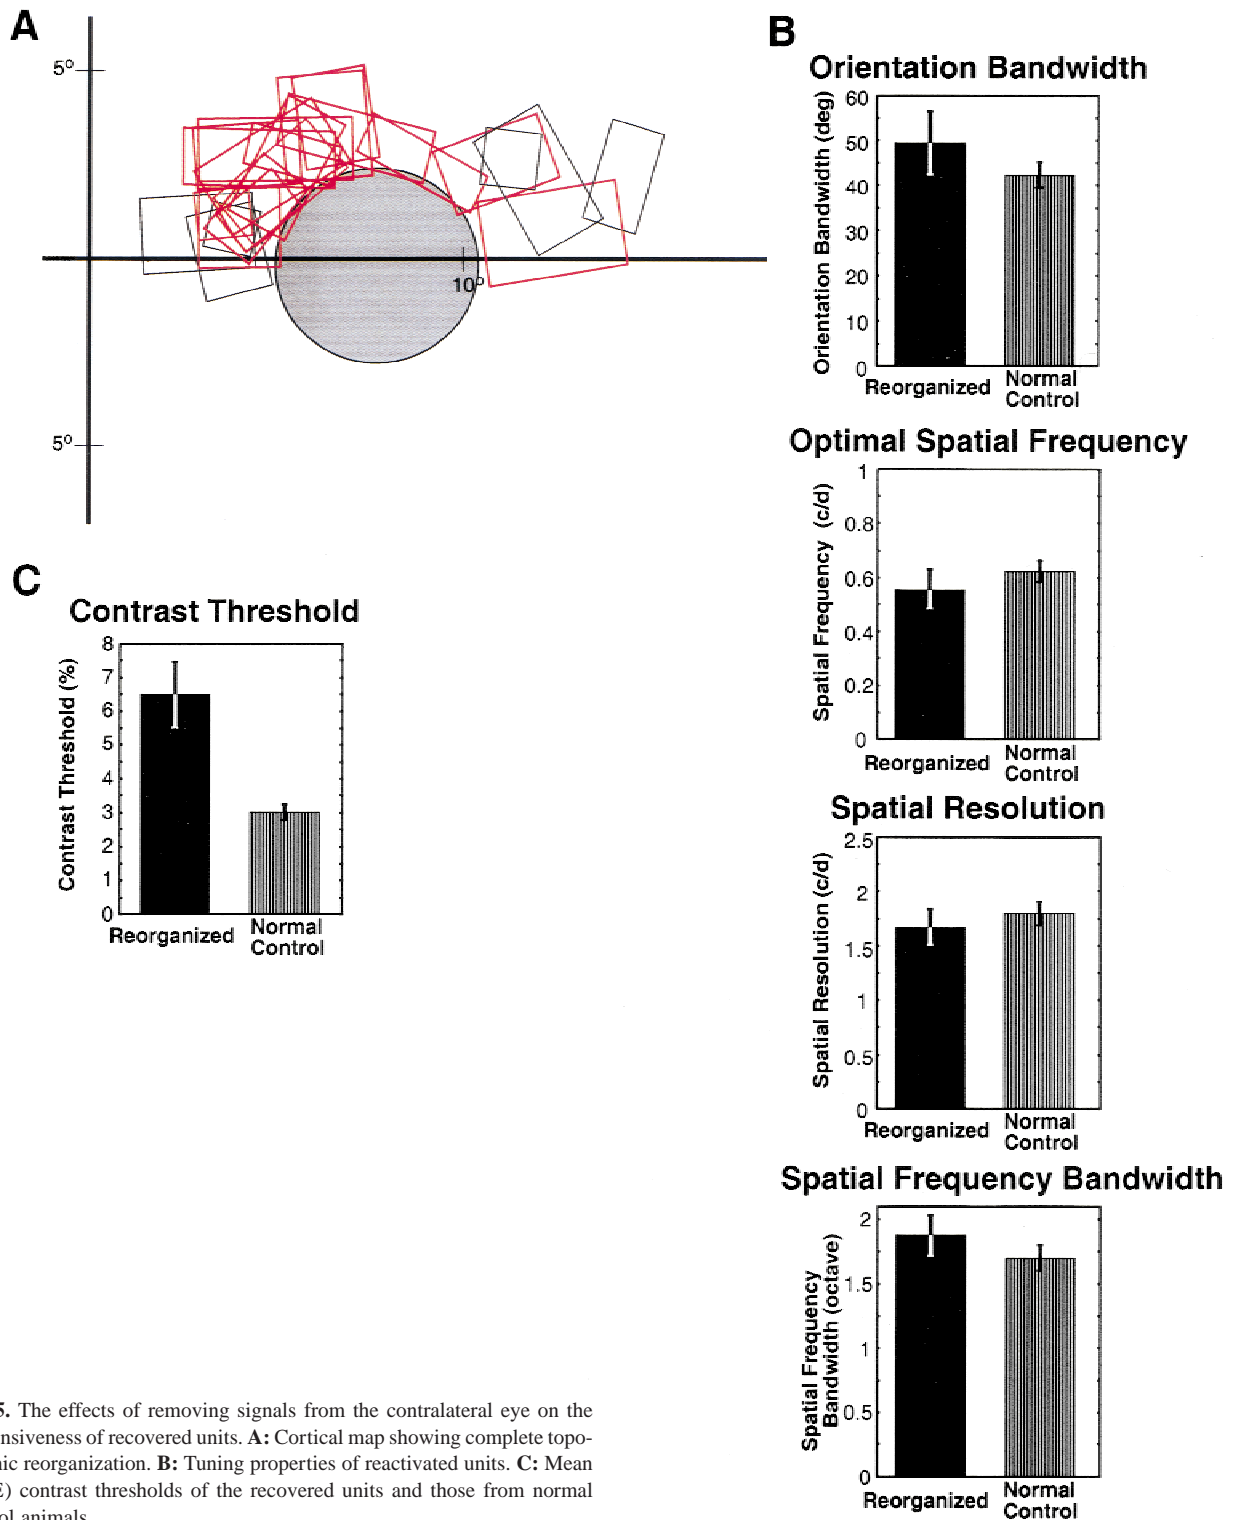 A
5º
10º
5º
B
Orientation Bandwidth
Orientation Bandwidth (deg)
60
50
40
30
20
10
0
Reorganized
Normal
Control
Optimal Spatial Frequency
Spatial Frequency (c/d)
1
0.8
0.6
0.4
0.2
0
Reorganized
Normal
Control
Spatial Resolution
Spatial Resolution (c/d)
2.5
2
1.5
1
0.5
0
Reorganized
Normal
Control
Spatial Frequency Bandwidth
Spatial Frequency
Bandwidth (octave)
2
1.5
1
0.5
0
Reorganized
Normal
Control
C
Contrast Threshold
Contrast Threshold (%)
8
7
6
5
4
3
2
1
0
Reorganized
Normal
Control
5. The effects of removing signals from the contralateral eye on the
nsiveness of recovered units. A: Cortical map showing complete topo-
nic reorganization. B: Tuning properties of reactivated units. C: Mean
E) contrast thresholds of the recovered units and those from normal
ol animals.